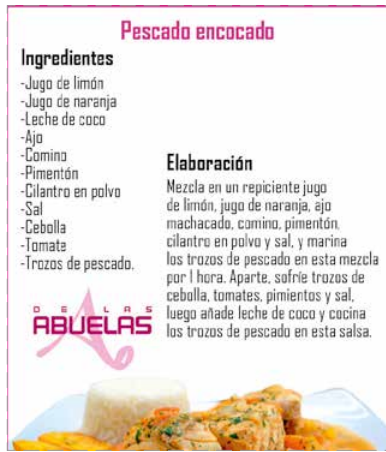 Pescado encocado
Ingredientes
-Jugo de limón
-Jugo de naranja
-Leche de coco
-Ajo
-Comino
-Pimentón
-Cilantro en polvo
-Sal
-Cebolla
-Tomate
-Trozos de pescado.
Elaboración
Mezcla en un repiciente jugo
de limón, jugo de naranja, ajo
machacado, comino, pimentón,
cilantro en polvo y sal, y marina
los trozos de pescado en esta mezcla
por 1 hora. Aparte, sofríe trozos de
cebolla, tomates, pimientos y sal,
luego añade leche de coco y cocina
los trozos de pescado en esta salsa.
DE LAS
ABUELAS